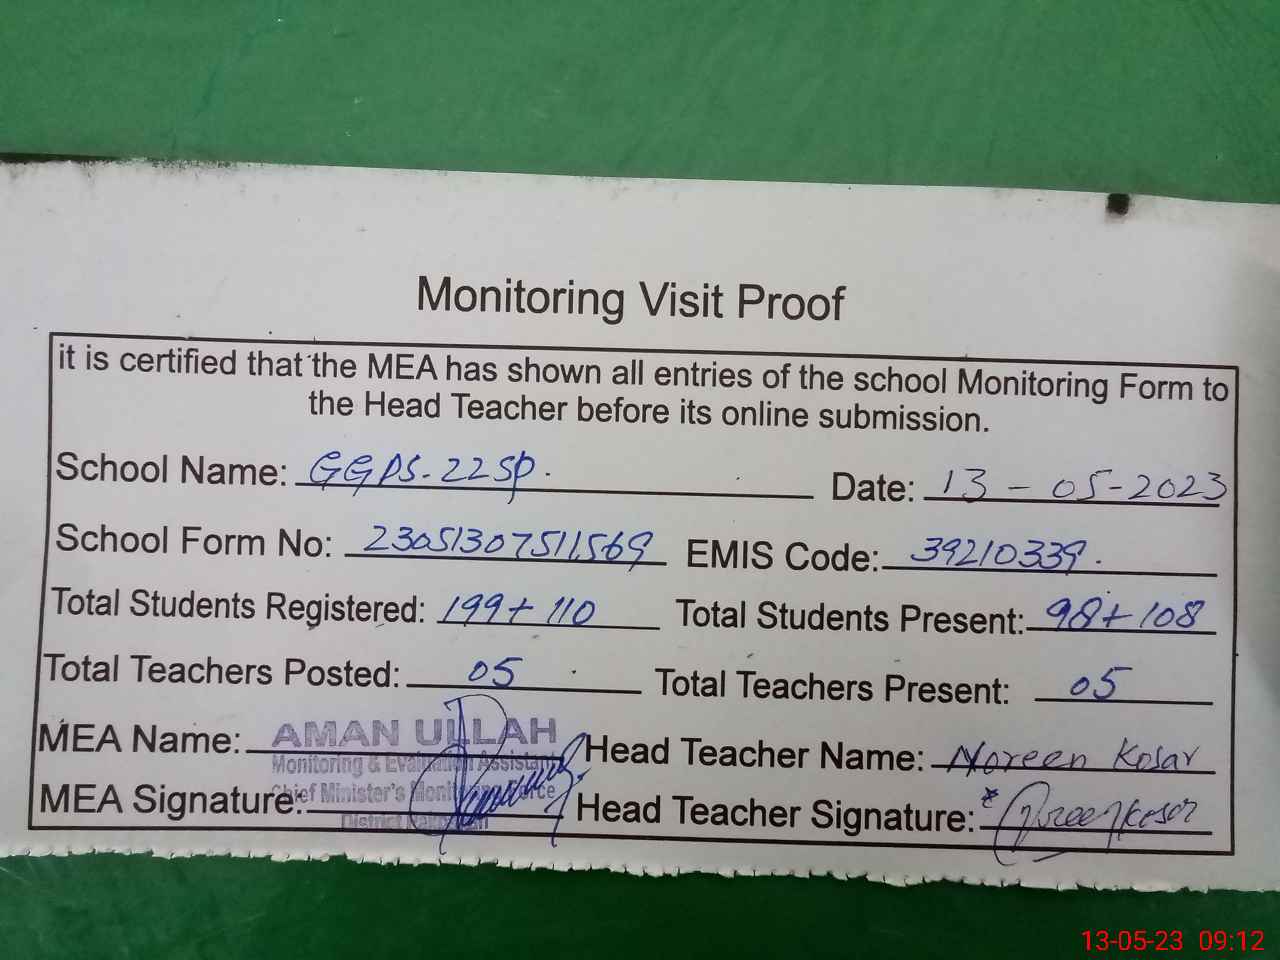 Monitoring Visit Proof
it is certified that the MEA has shown all entries of the school Monitoring Form to
the Head Teacher before its online submission.
School Name: GGPS-22SP. Date: 13-05-2023
School Form No: 23051307511569 EMIS Code: 39210339.
Total Students Registered: 199+110 Total Students Present: 98+108
Total Teachers Posted: 05 Total Teachers Present: 05
MEA Name: AMAN ULLAH Head Teacher Name: Noreen Kosar
Monitoring & Evaluation Assistant
Chief Minister's Monitoring Force
MEA Signature: Head Teacher Signature: Noreen Kosar
District
13-05-23 09:12